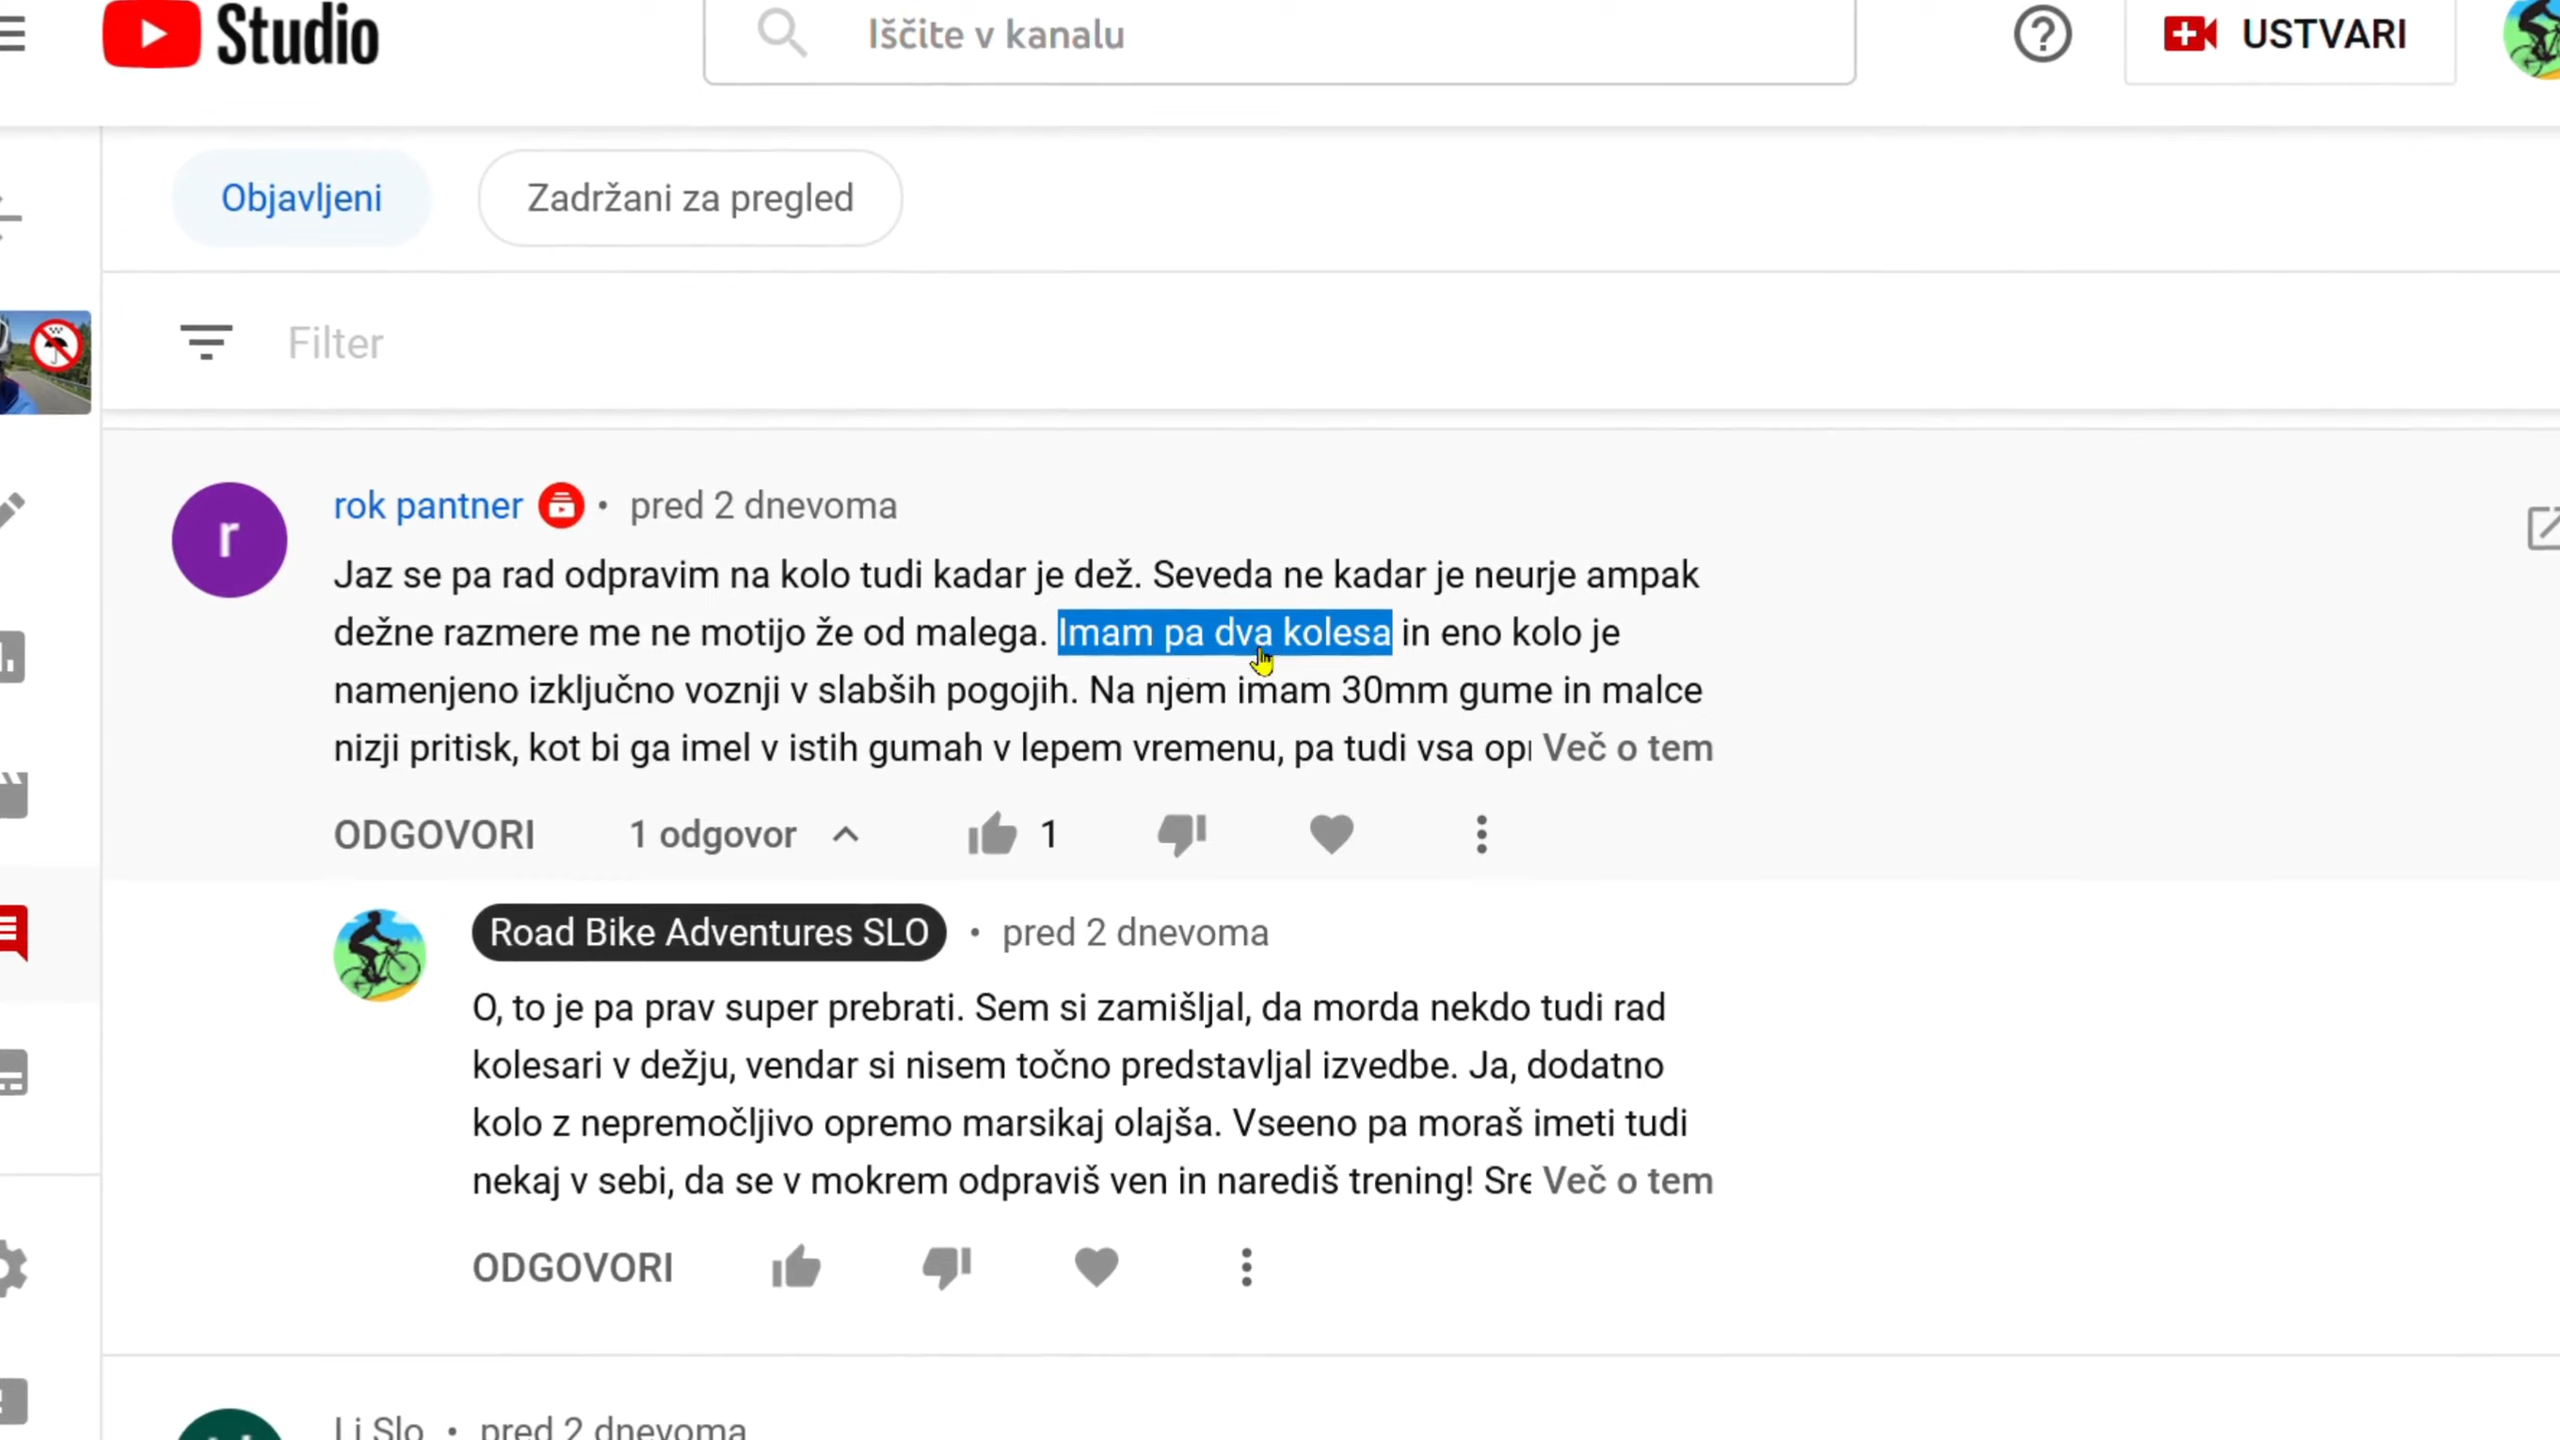 Studio
Iščite v kanalu
USTVARI
Objavljeni
Zadržani za pregled
Filter
r
rok pantner • pred 2 dnevoma
Jaz se pa rad odpravim na kolo tudi kadar je dež. Seveda ne kadar je neurje ampak
dežne razmere me ne motijo že od malega. Imam pa dva kolesa in eno kolo je
namenjeno izključno voznji v slabših pogojih. Na njem imam 30mm gume in malce
nizji pritisk, kot bi ga imel v istih gumah v lepem vremenu, pa tudi vsa Več o tem
ODGOVORI
1 odgovor
1
Road Bike Adventures SLO • pred 2 dnevoma
O, to je pa prav super prebrati. Sem si zamišljal, da morda nekdo tudi rad
kolesari v dežju, vendar si nisem točno predstavljal izvedbe. Ja, dodatno
kolo z nepremočljivo opremo marsikaj olajša. Vseeno pa moraš imeti tudi
nekaj v sebi, da se v mokrem odpraviš ven in narediš trening! Več o tem
ODGOVORI
Li Slo • pred 2 dnevoma